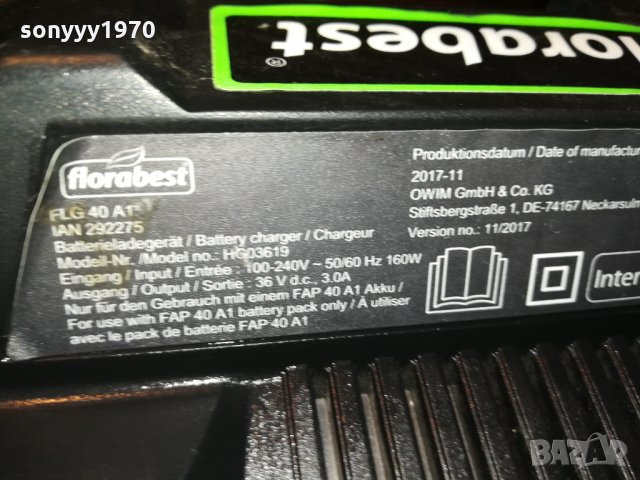 sonyyy1970
florabest
®
florabest
FLG 40 A1
IAN 292275
Batterieladegerät / Battery charger / Chargeur
Modell-Nr. /Model no.: HG03619
Eingang / Input / Entrée : 100-240V ~ 50/60 Hz 160W
Ausgang / Output / Sortie : 36 V d.c., 3.0A
Nur für den Gebrauch mit einem FAP 40 A1 Akku /
For use with FAP 40 A1 battery pack only / À utiliser
avec le pack de batterie FAP 40 A1
Produktionsdatum / Date of manufactur
2017-11
OWIM GmbH & Co. KG
Stiftsbergstraße 1, DE-74167 Neckarsulm
Version no.: 11/2017
Inter
BAZAR